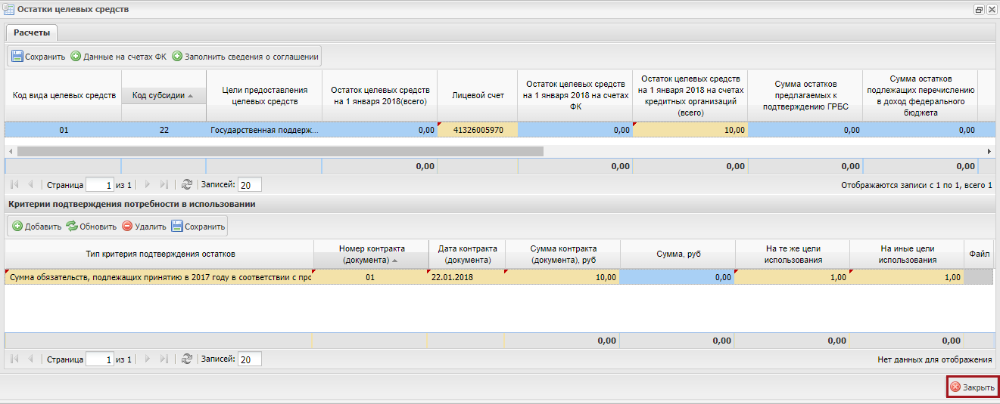 Остатки целевых средств
Расчеты
Сохранить Данные на счетах ФК Заполнить сведения о соглашении
Код вида целевых средств
Код субсидии
Цели предоставления
целевых средств
Остаток целевых средств
на 1 января 2018(всего)
Лицевой счет
Остаток целевых средств
на 1 января 2018 на счетах
ФК
Остаток целевых средств
на 1 января 2018 на счетах
кредитных организаций
(всего)
Сумма остатков
предлагаемых к
подтверждению ГРБС
Сумма остатков
подлежащих перечислению
в доход федерального
бюджета
01 22 Государственная поддерж... 0,00 41326005970 0,00 10,00 0,00 0,00
0,00 0,00 0,00 0,00 0,00
Страница 1 из 1 Записей: 20 Отображаются записи с 1 по 1, всего 1
Критерии подтверждения потребности в использовании
Добавить Обновить Удалить Сохранить
Тип критерия подтверждения остатков
Номер контракта
(документа)
Дата контракта
(документа)
Сумма контракта
(документа), руб
Сумма, руб
На те же цели
использования
На иные цели
использования
Файл
Сумма обязательств, подлежащих принятию в 2017 году в соответствии с прс 01 22.01.2018 10,00 0,00 1,00 1,00
0,00 0,00 0,00 0,00
Страница 1 из 1 Записей: 20 Нет данных для отображения
Закрыть